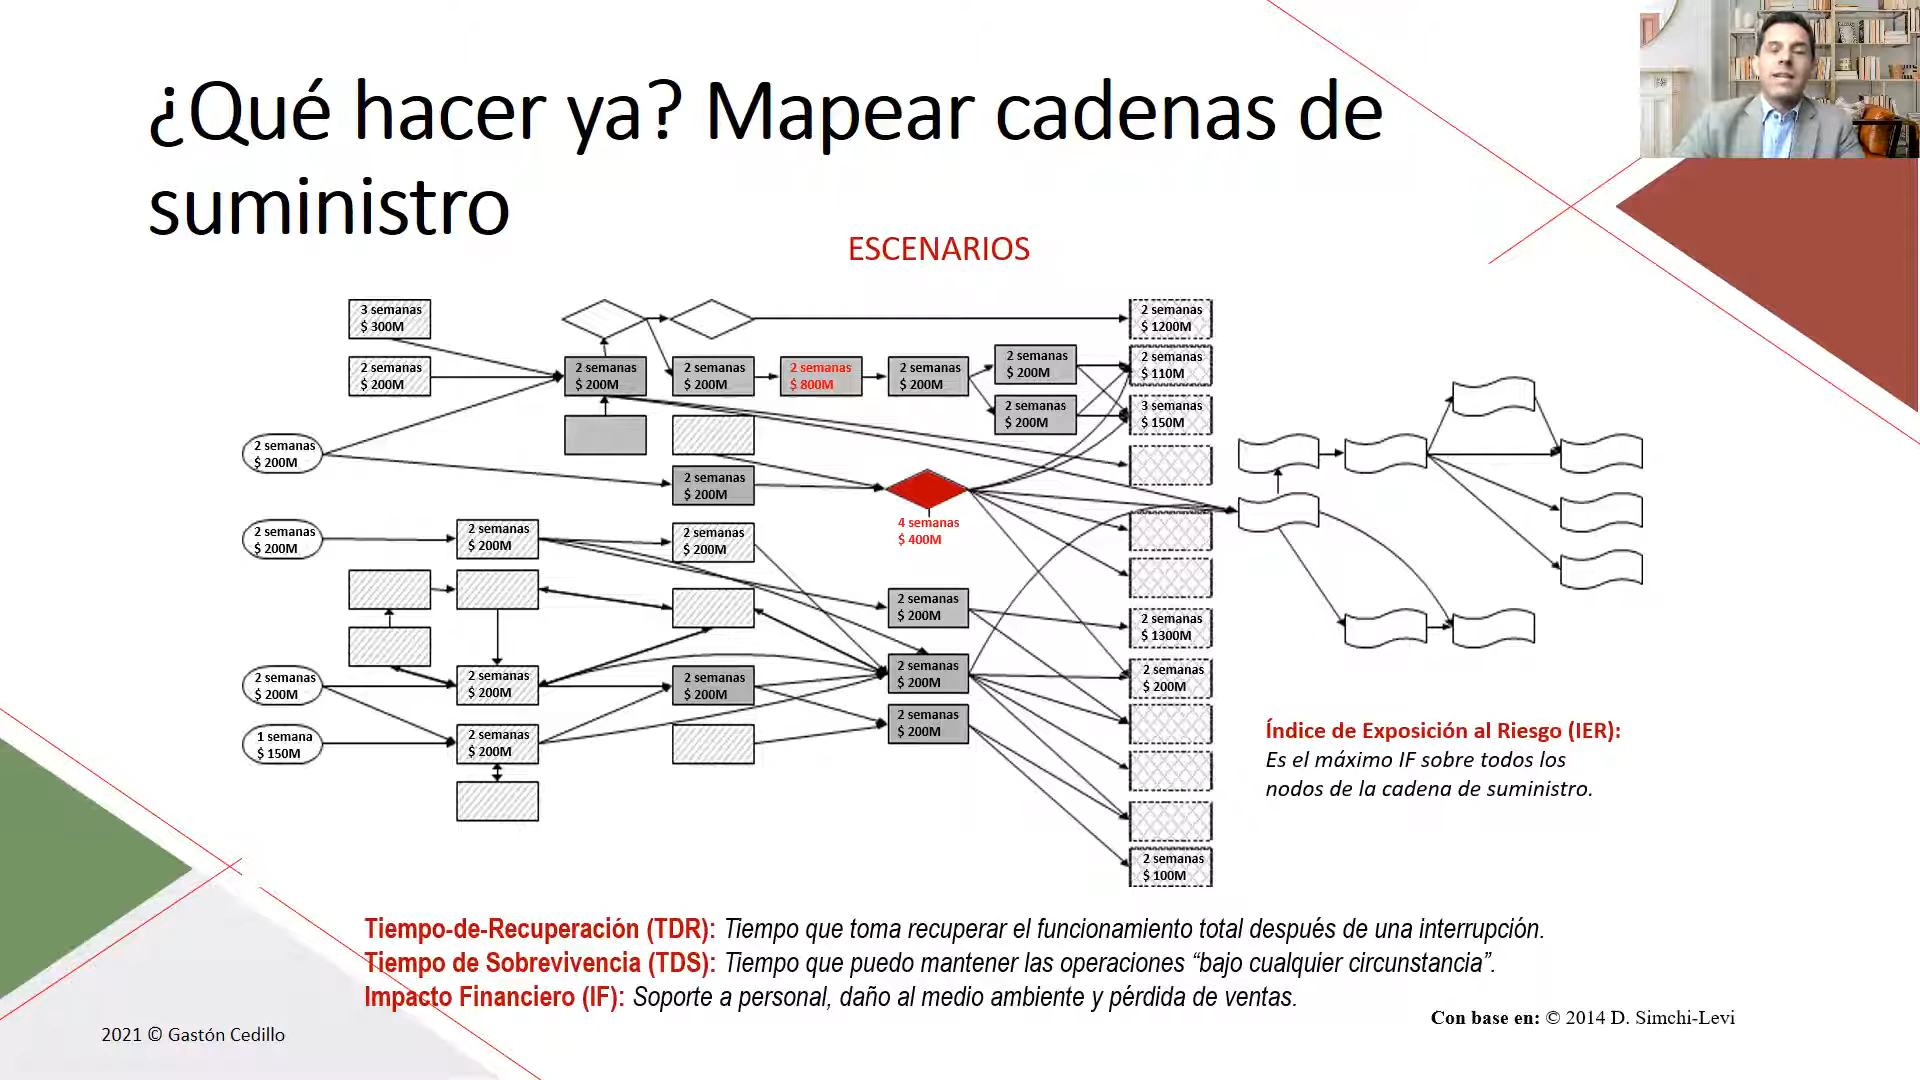 ¿Qué hacer ya? Mapear cadenas de
suministro
ESCENARIOS
3 semanas
$ 300M
2 semanas
$ 200M
2 semanas
$ 200M
2 semanas
$ 200M
2 semanas
$ 200M
1 semana
$ 150M
2 semanas
$ 200M
2 semanas
$ 200M
2 semanas
$ 200M
2 semanas
$ 200M
2 semanas
$ 200M
2 semanas
$ 200M
2 semanas
$ 200M
2 semanas
$ 200M
2 semanas
$ 800M
2 semanas
$ 200M
4 semanas
$ 400M
2 semanas
$ 200M
2 semanas
$ 200M
2 semanas
$ 200M
2 semanas
$ 200M
2 semanas
$ 200M
2 semanas
$ 1200M
2 semanas
$ 110M
3 semanas
$ 150M
2 semanas
$ 1300M
2 semanas
$ 200M
2 semanas
$ 100M
Índice de Exposición al Riesgo (IER):
Es el máximo IF sobre todos los
nodos de la cadena de suministro.
Tiempo-de-Recuperación (TDR): Tiempo que toma recuperar el funcionamiento total después de una interrupción.
Tiempo de Sobrevivencia (TDS): Tiempo que puedo mantener las operaciones “bajo cualquier circunstancia”.
Impacto Financiero (IF): Soporte a personal, daño al medio ambiente y pérdida de ventas.
Con base en: © 2014 D. Simchi-Levi
2021 © Gastón Cedillo